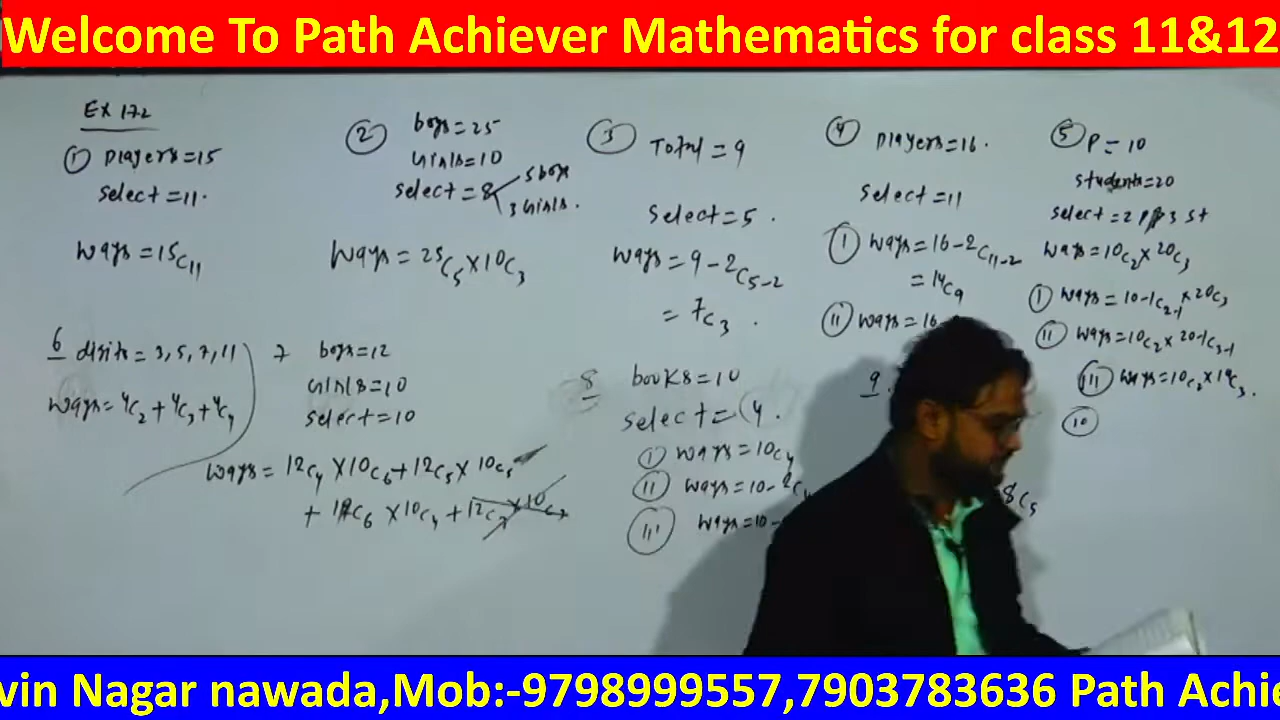 Welcome To Path Achiever Mathematics for class 11&12
Ex 17.2
① Players=15
select=11.
ways=15C11
② boys=25
Girls=10
select=8 5 boys
3 Girls.
ways=25C5×10C3
③ Total=9
select=5.
ways=9-2C5-2
=7C3.
④ Players=16.
select=11
Ⓘ ways=16-2C11-2
=14C9
ⓘⓘ ways=16-
⑤ P=10
students=20
select=2P 3 st
ways=10C2×20C3
Ⓘ ways=10-1C2-1×20C3
ⓘⓘ ways=10C2×20-1C3-1
ⓘⓘⓘ ways=10C2×19C3.
6 digits=3,5,7,11
ways=4C2+4C3+4C4
7 boys=12
Girls=10
select=10
ways=12C4×10C6+12C5×10C5
+12C6×10C4+12C7×10C3
8 books=10
select=4.
Ⓘ ways=10C4
ⓘⓘ ways=10-2C4
ⓘⓘⓘ ways=10-
9.
8C5
⑩
vin Nagar nawada,Mob:-9798999557,7903783636 Path Achie